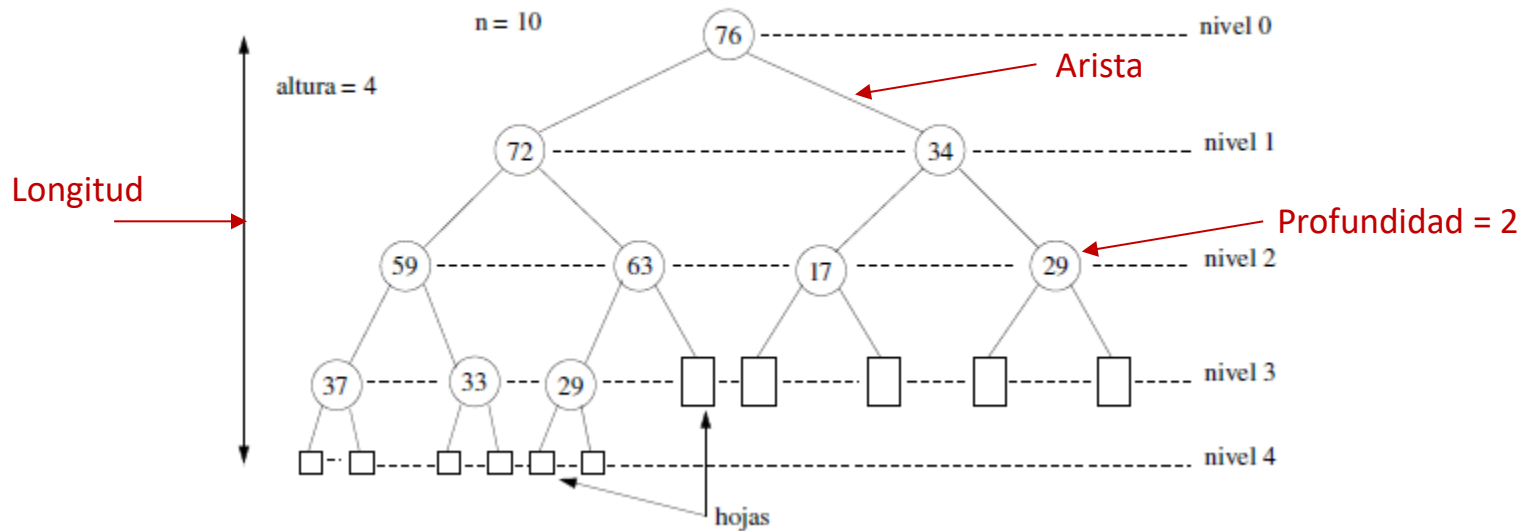 n = 10
76
nivel 0
altura = 4
Arista
72
34
nivel 1
Longitud
59
63
17
29
Profundidad = 2
nivel 2
37
33
29
nivel 3
nivel 4
hojas